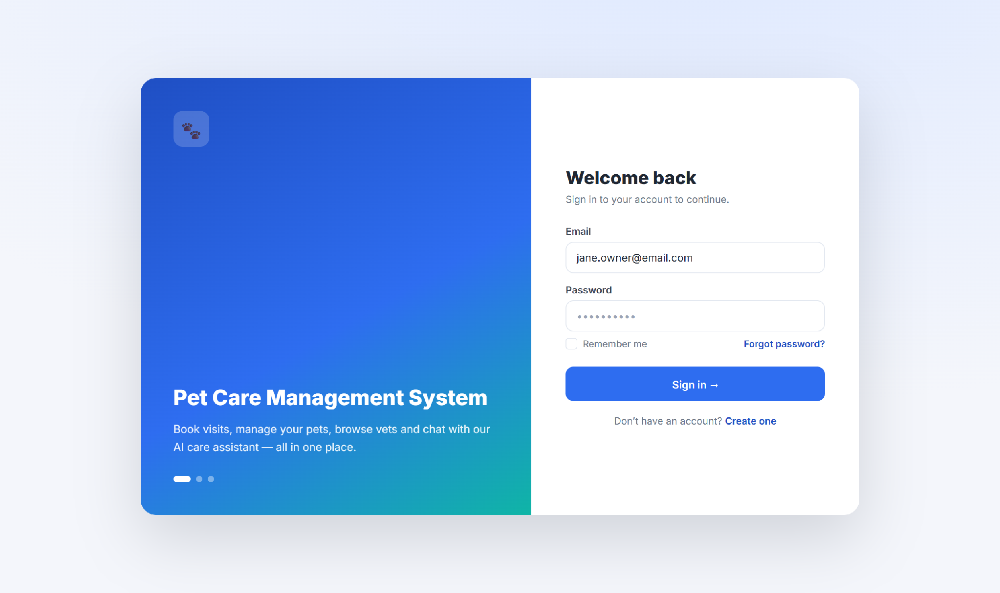 Pet Care Management System
Book visits, manage your pets, browse vets and chat with our
AI care assistant — all in one place.
Welcome back
Sign in to your account to continue.
Email
jane.owner@email.com
Password
••••••••••
Remember me
Forgot password?
Sign in →
Don’t have an account? Create one